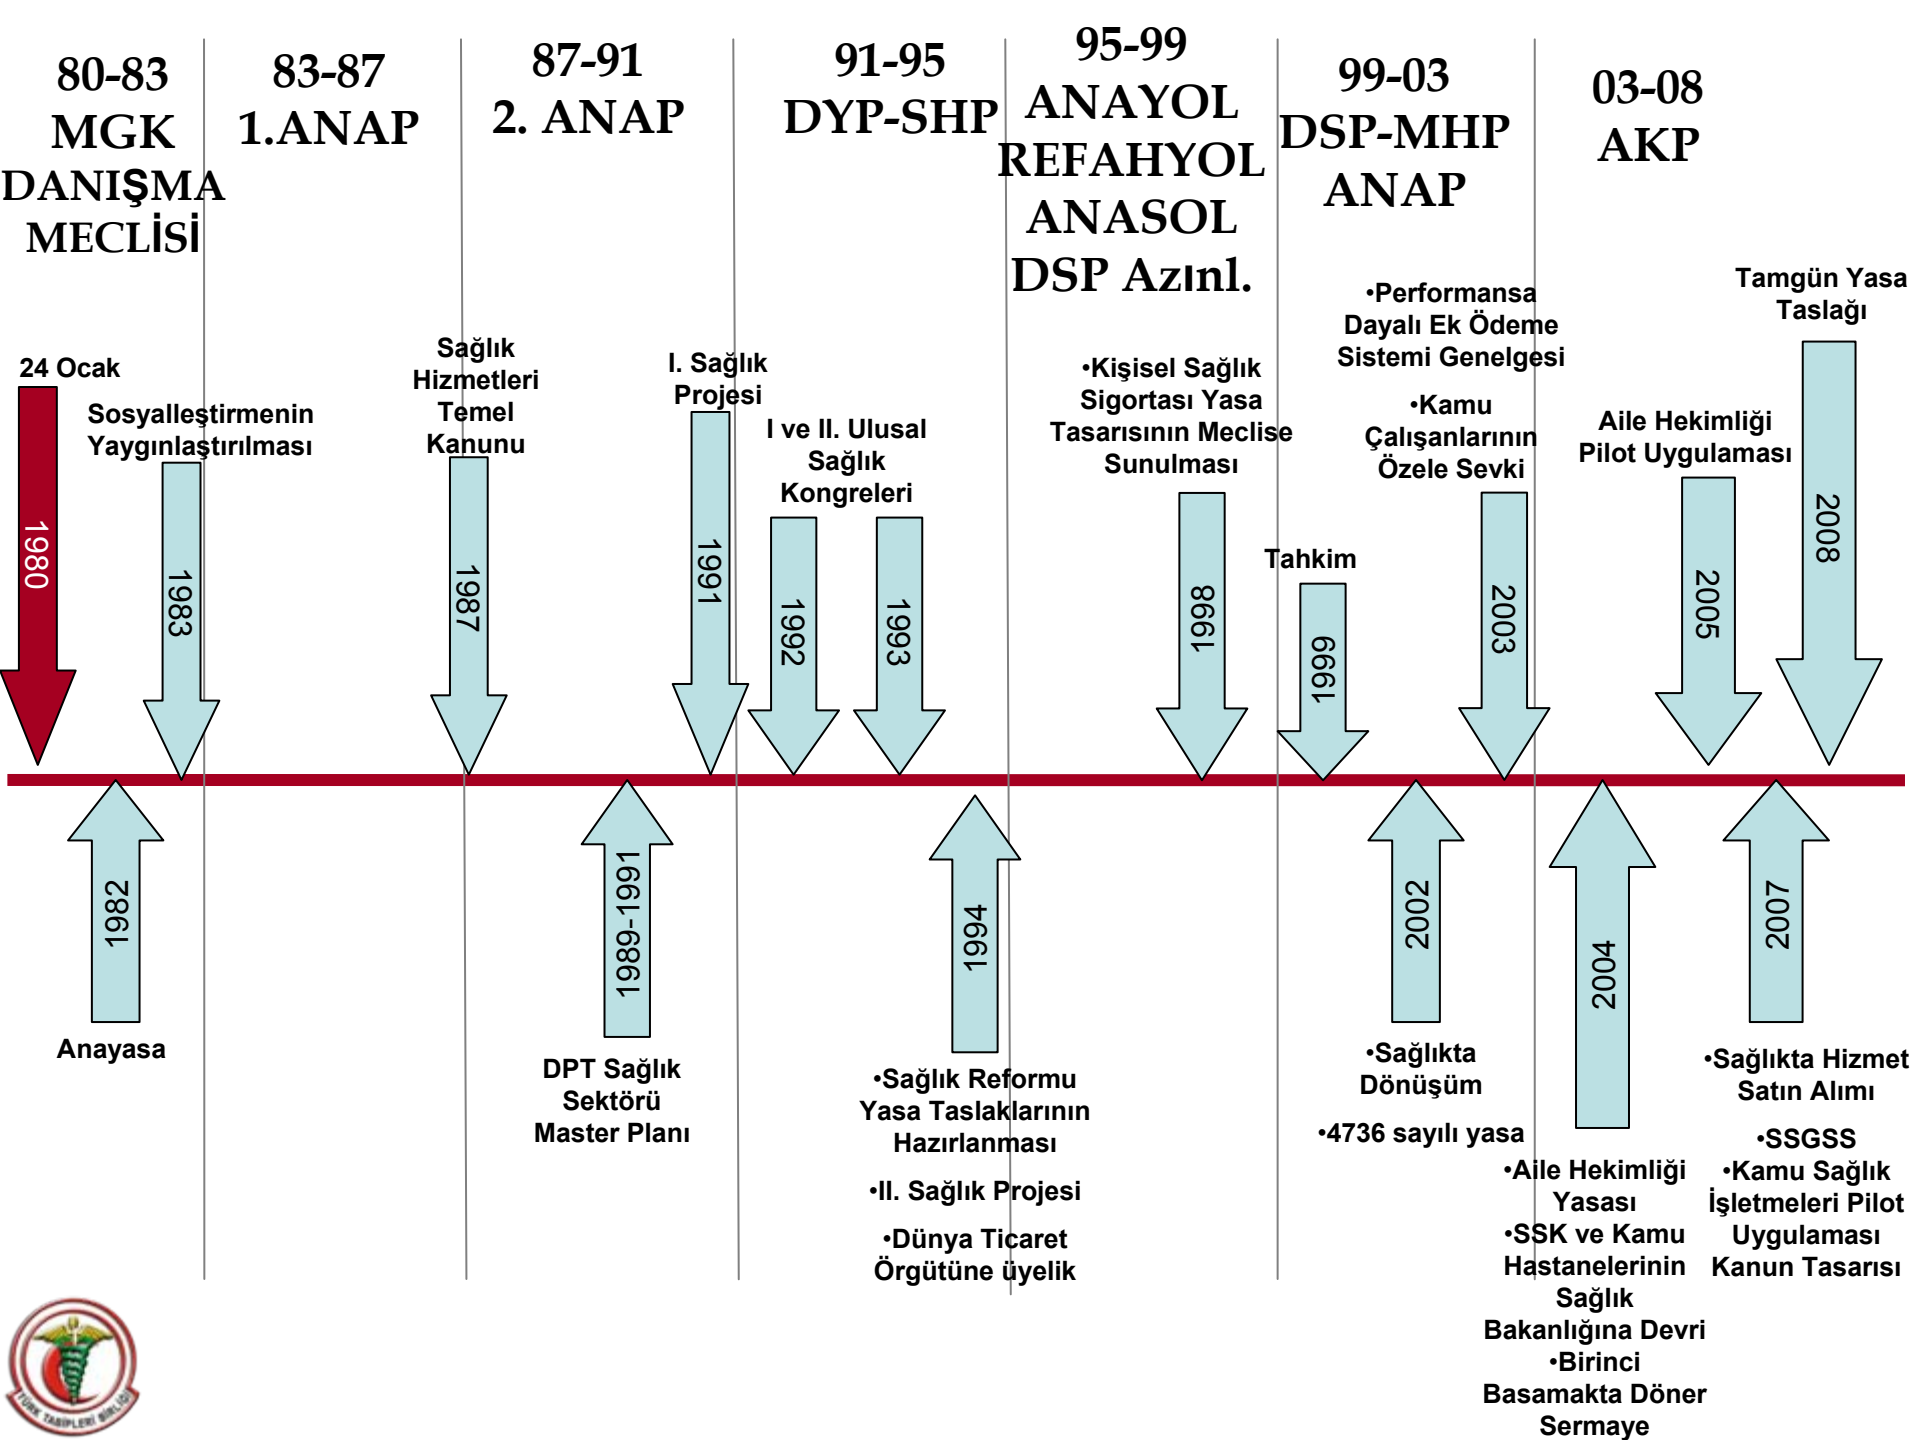 80-83
MGK
DANIŞMA
MECLİSİ
83-87
1.ANAP
87-91
2. ANAP
91-95
DYP-SHP
95-99
ANAYOL
REFAHYOL
ANASOL
DSP Azınl.
99-03
DSP-MHP
ANAP
03-08
AKP
24 Ocak
1980
Sosyalleştirmenin
Yaygınlaştırılması
1983
Sağlık
Hizmetleri
Temel
Kanunu
1987
I. Sağlık
Projesi
1991
I ve II. Ulusal
Sağlık
Kongreleri
1992
1993
•Kişisel Sağlık
Sigortası Yasa
Tasarısının Meclise
Sunulması
1998
Tahkim
1999
•Performansa
Dayalı Ek Ödeme
Sistemi Genelgesi
•Kamu
Çalışanlarının
Özele Sevki
2003
Aile Hekimliği
Pilot Uygulaması
2005
Tamgün Yasa
Taslağı
2008
1982
Anayasa
1989-1991
DPT Sağlık
Sektörü
Master Planı
1994
•Sağlık Reformu
Yasa Taslaklarının
Hazırlanması
•II. Sağlık Projesi
•Dünya Ticaret
Örgütüne üyelik
2002
•Sağlıkta
Dönüşüm
•4736 sayılı yasa
2004
•Aile Hekimliği
Yasası
•SSK ve Kamu
Hastanelerinin
Sağlık
Bakanlığına Devri
•Birinci
Basamakta Döner
Sermaye
2007
•Sağlıkta Hizmet
Satın Alımı
•SSGSS
•Kamu Sağlık
İşletmeleri Pilot
Uygulaması
Kanun Tasarısı
TÜRK TABİPLERİ BİRLİĞİ